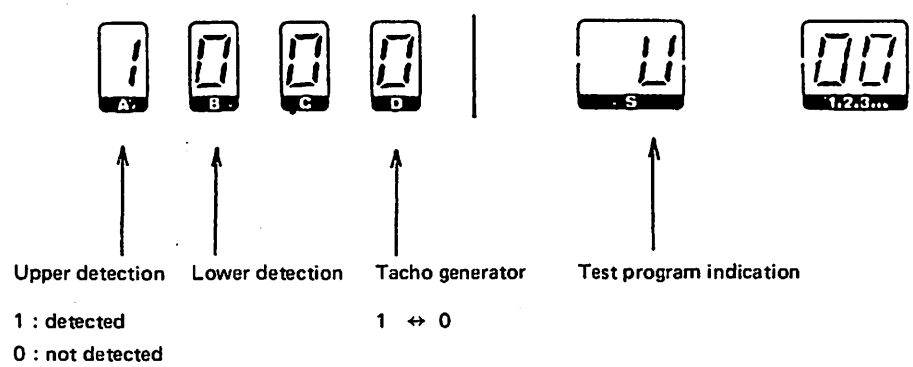 1 0 0 0 U 00
A B C D S 1.2.3...
Upper detection Lower detection Tacho generator Test program indication
1 : detected 1 ↔ 0
0 : not detected